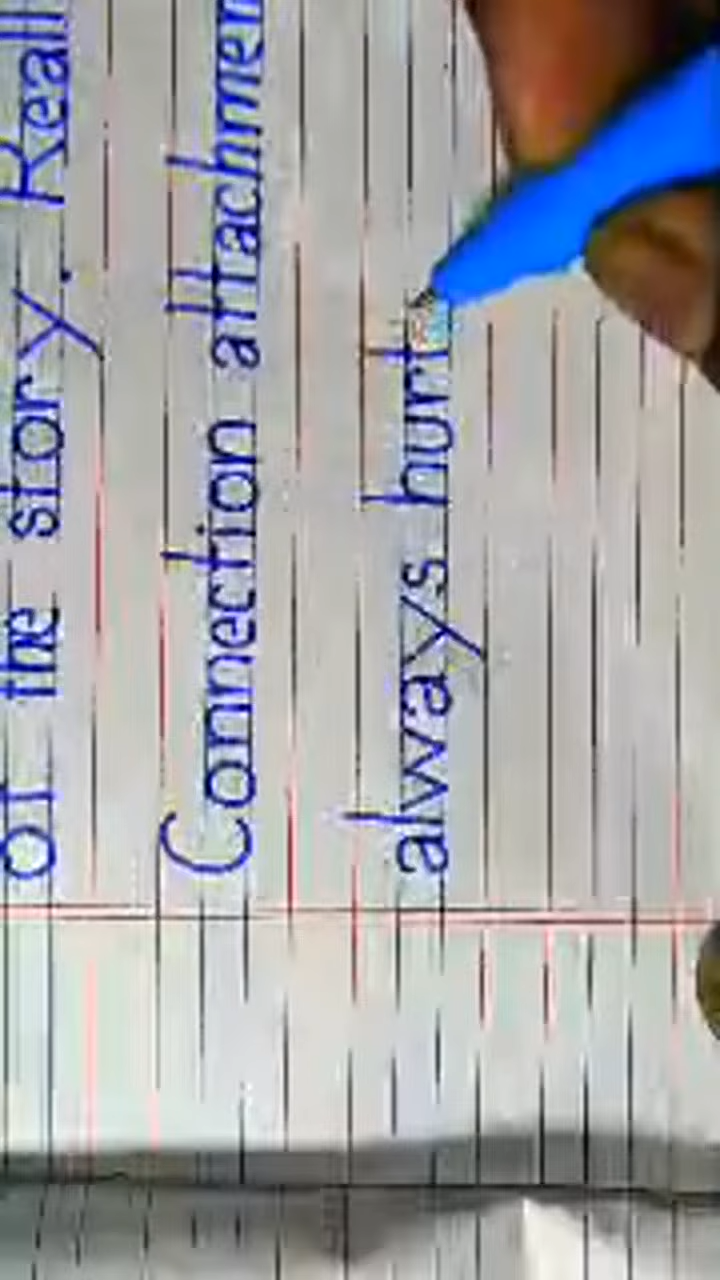 of the story. Reall
Connection attachmen
always hurt